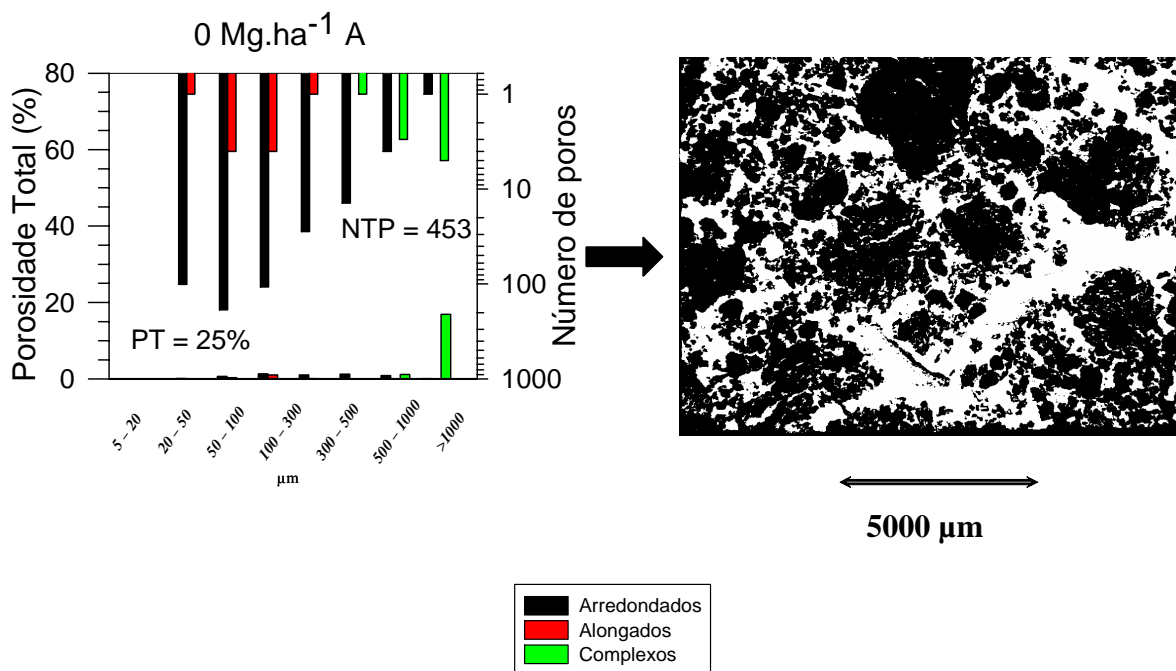 0 Mg.ha⁻¹ A
Porosidade Total (%)
80
60
40
20
0
1
10
100
1000
Número de poros
NTP = 453
PT = 25%
5 – 20
20 – 50
50 – 100
100 – 300
300 – 500
500 – 1000
>1000
µm
5000 µm
Arredondados
Alongados
Complexos